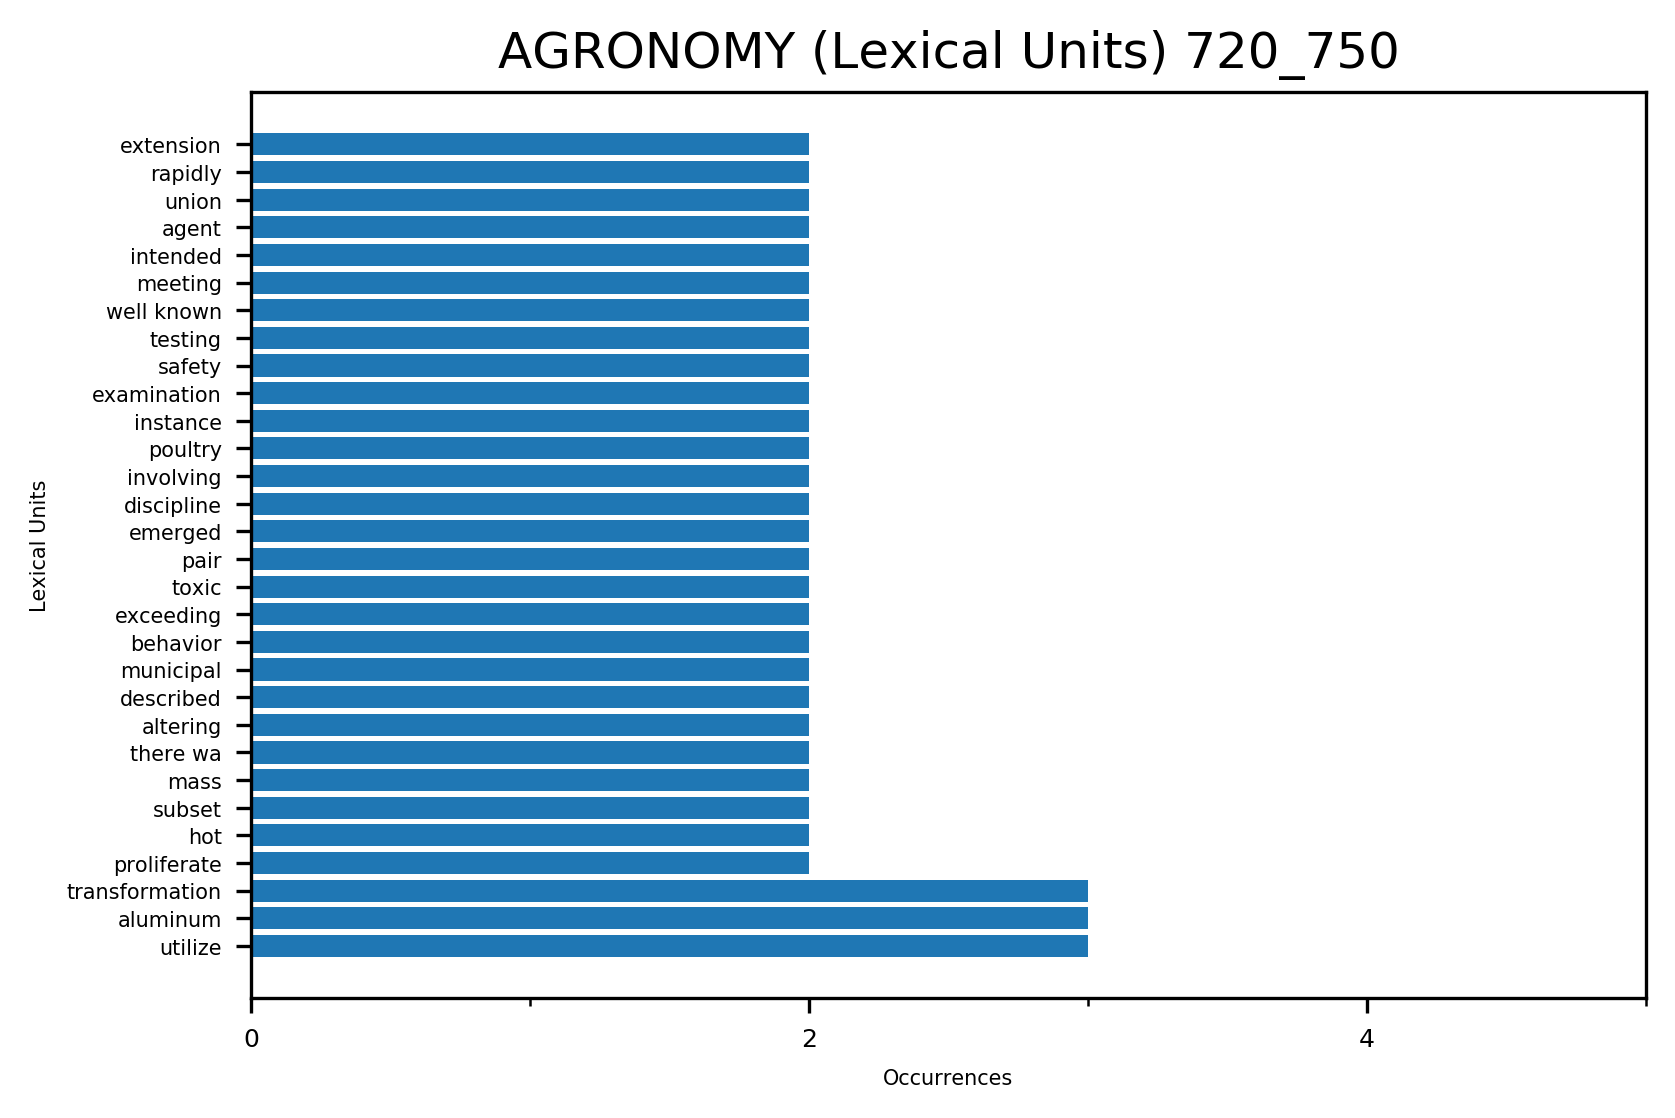 AGRONOMY (Lexical Units) 720_750
extension
rapidly
union
agent
intended
meeting
well known
testing
safety
examination
instance
poultry
involving
discipline
emerged
pair
toxic
exceeding
behavior
municipal
described
altering
there wa
mass
subset
hot
proliferate
transformation
aluminum
utilize
Lexical Units
0 2 4
Occurrences